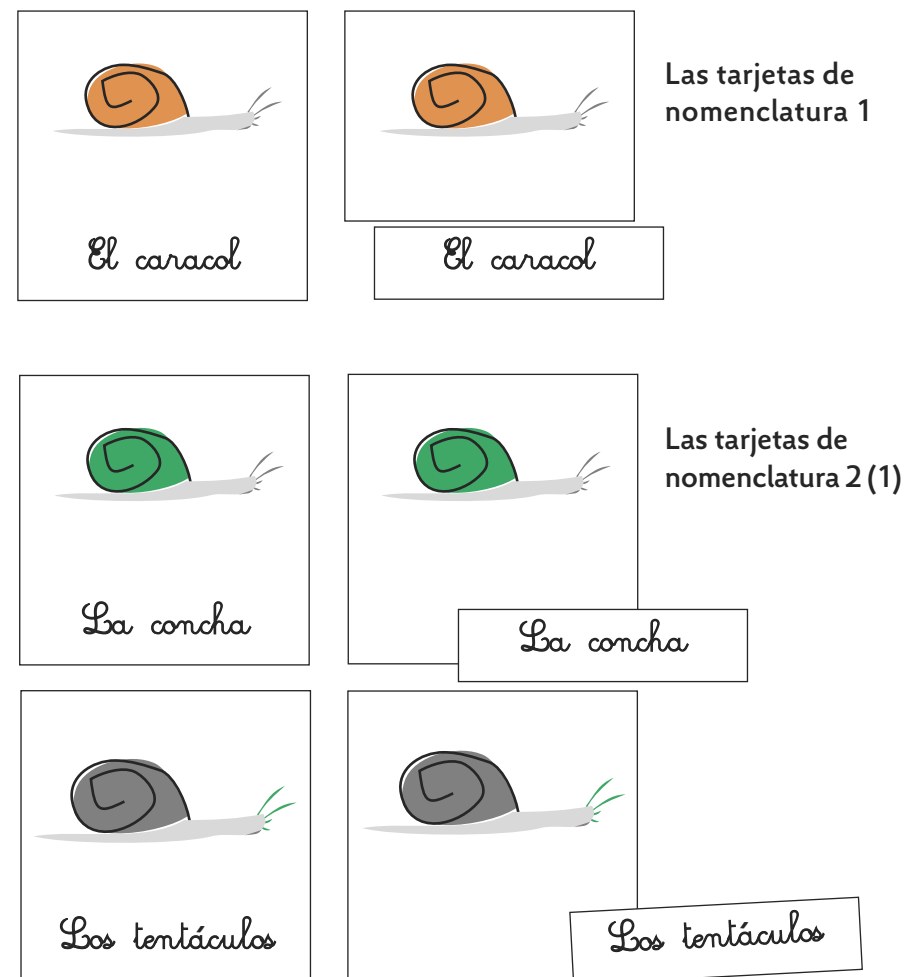 El caracol
El caracol
Las tarjetas de
nomenclatura 1
La concha
La concha
Las tarjetas de
nomenclatura 2 (1)
Los tentáculos
Los tentáculos